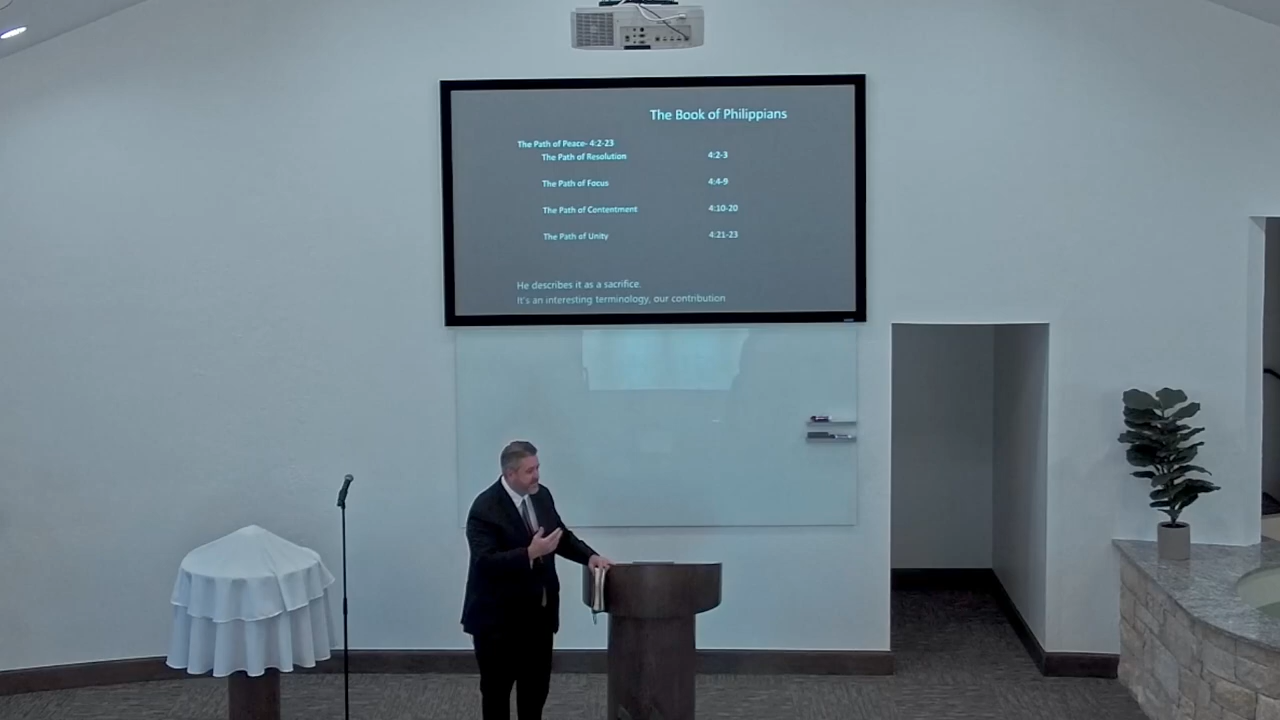 The Book of Philippians
The Path of Peace- 4:2-23
The Path of Resolution 4:2-3
The Path of Focus 4:4-9
The Path of Contentment 4:10-20
The Path of Unity 4:21-23
He describes it as a sacrifice.
It's an interesting terminology, our contribution